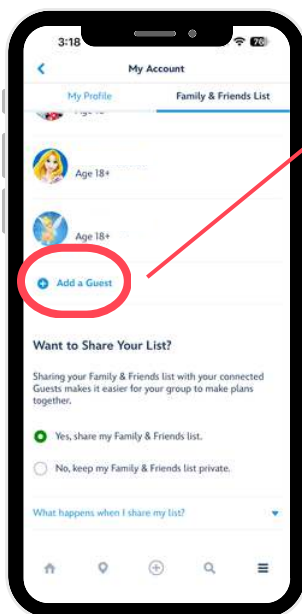 3:18
76
My Account
My Profile
Family & Friends List
Age 18+
Age 18+
Add a Guest
Want to Share Your List?
Sharing your Family & Friends list with your connected
Guests makes it easier for your group to make plans
together.
Yes, share my Family & Friends list.
No, keep my Family & Friends list private.
What happens when I share my list?